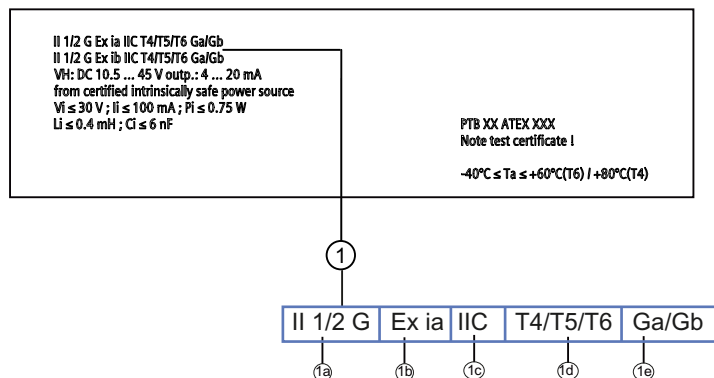 II 1/2 G Ex ia IIC T4/T5/T6 Ga/Gb
II 1/2 G Ex ib IIC T4/T5/T6 Ga/Gb
VH: DC 10.5 ... 45 V outp.: 4 ... 20 mA
from certified intrinsically safe power source
Vi ≤ 30 V ; Ii ≤ 100 mA ; Pi ≤ 0.75 W
Li ≤ 0.4 mH ; Ci ≤ 6 nF
PTB XX ATEX XXX
Note test certificate !
-40°C ≤ Ta ≤ +60°C(T6) / +80°C(T4)
1
II 1/2 G Ex ia IIC T4/T5/T6 Ga/Gb
1a 1b 1c 1d 1e